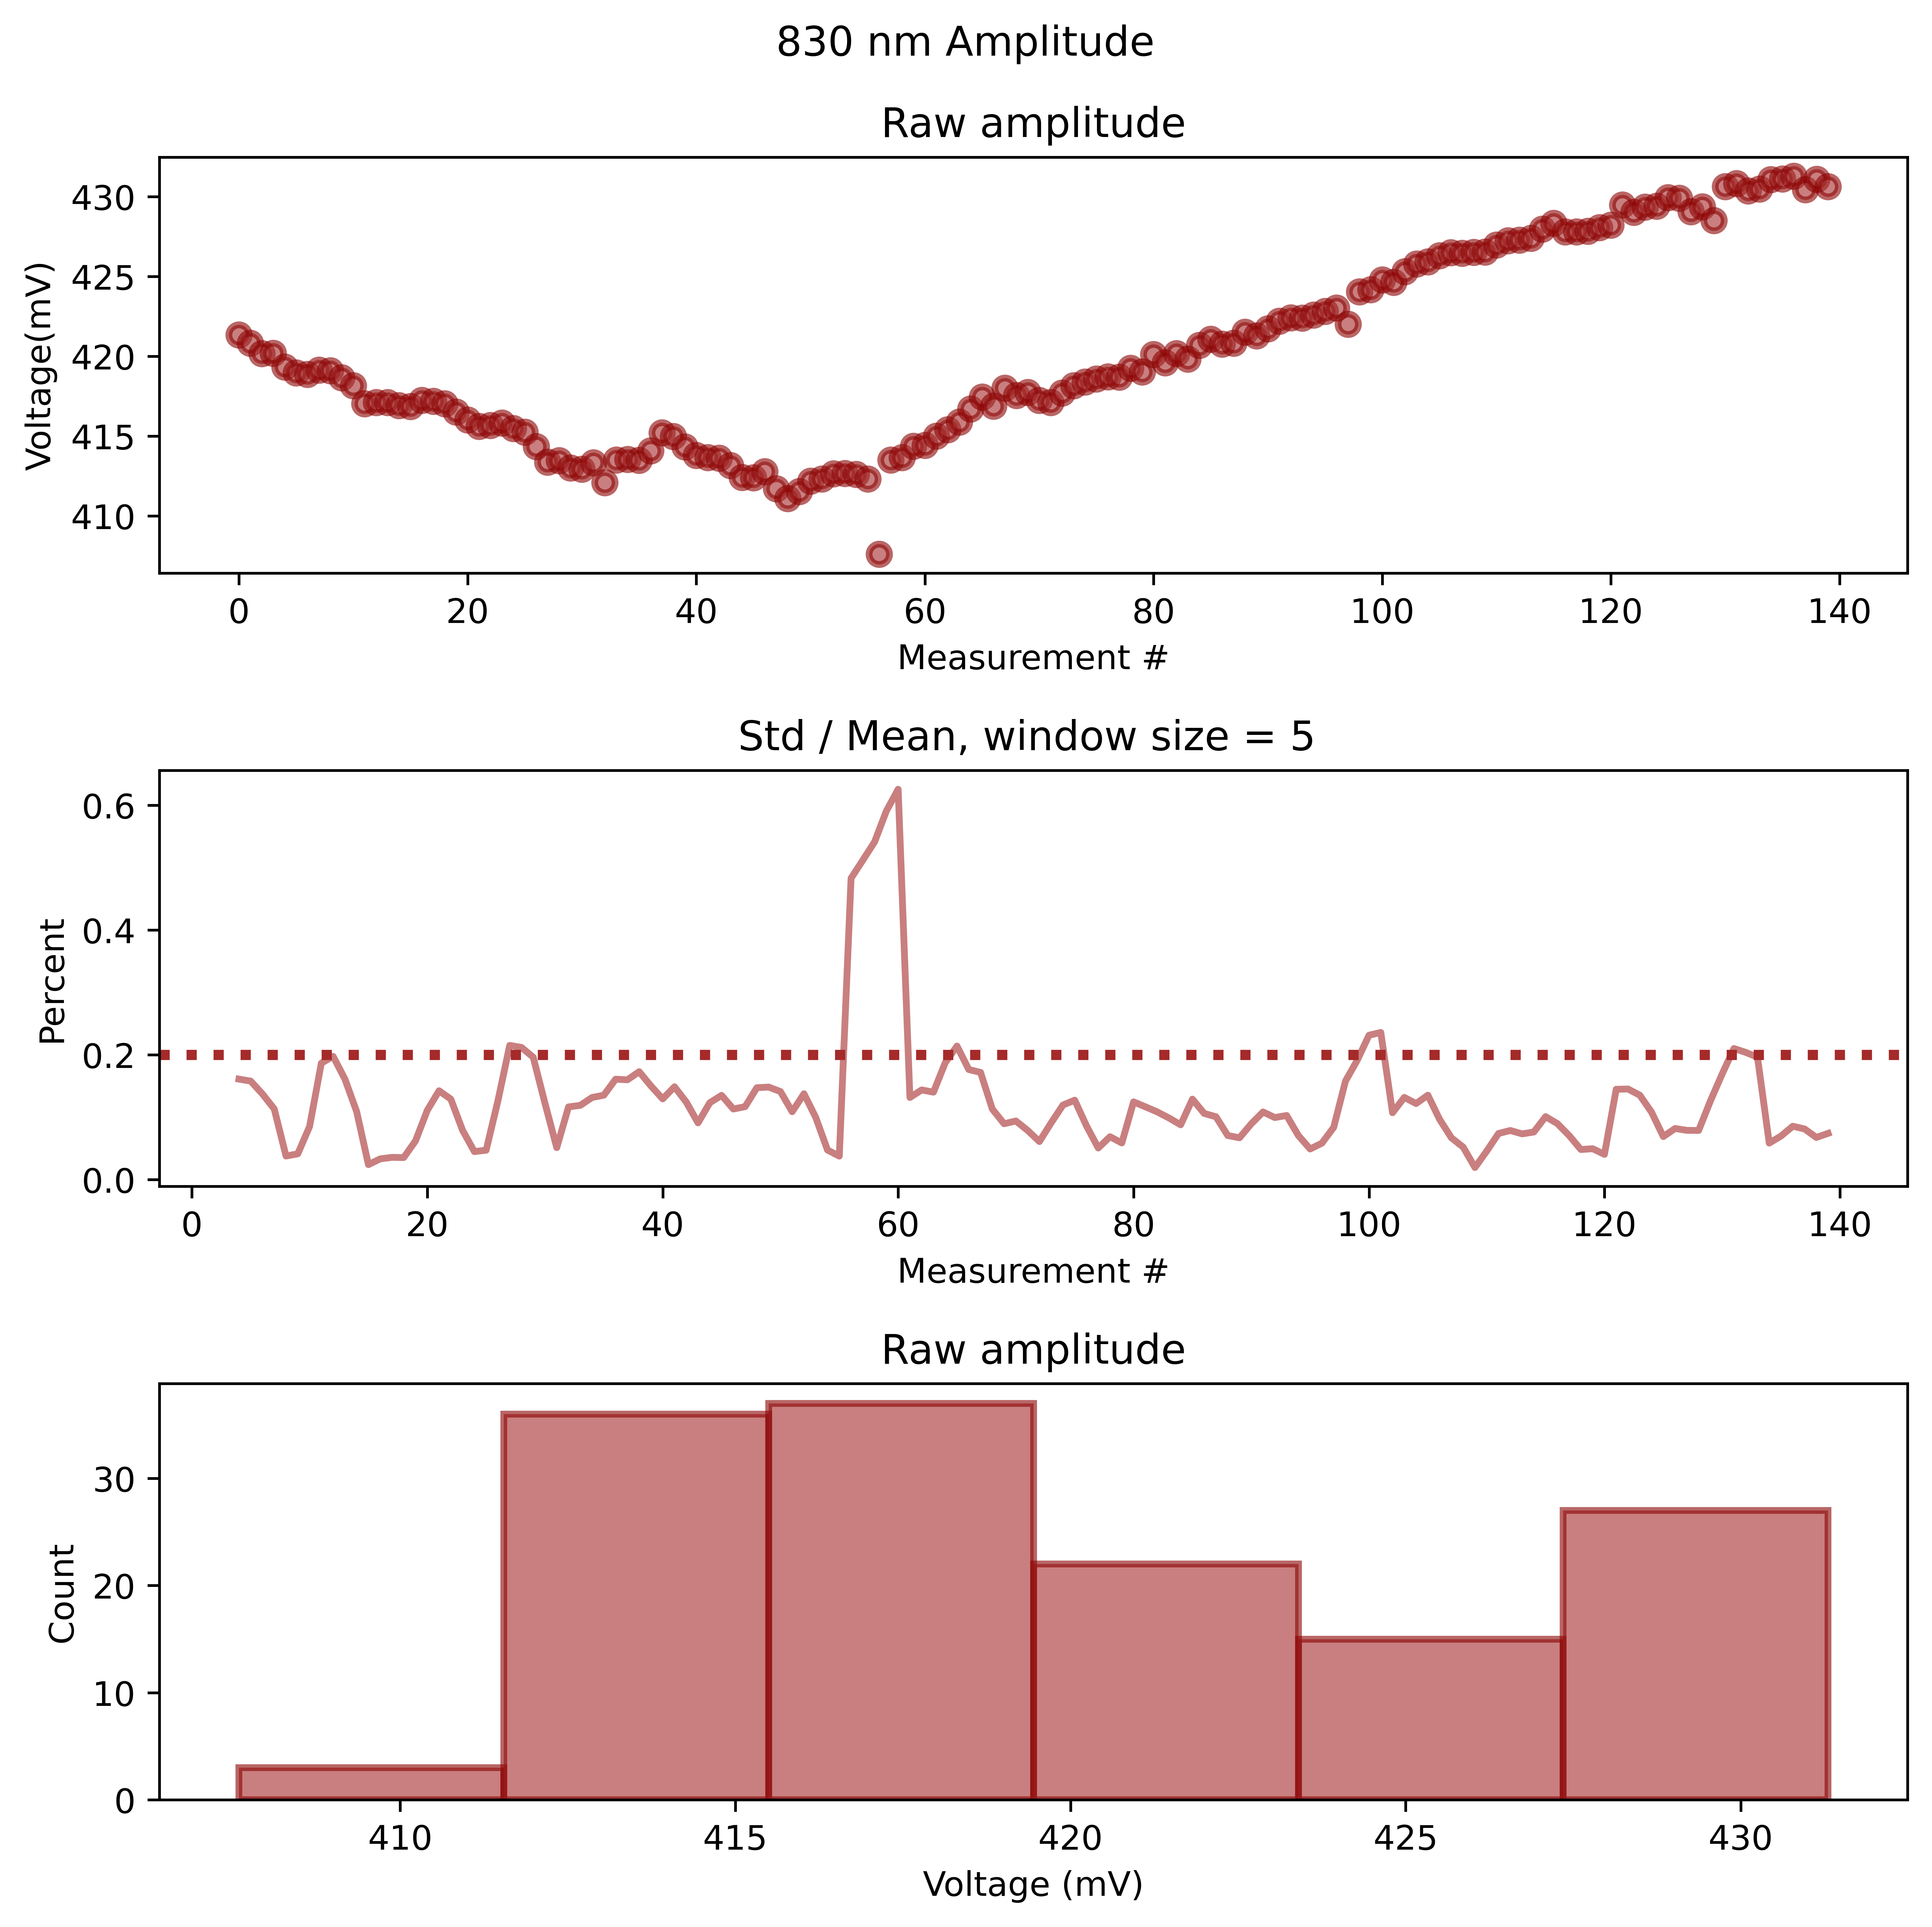 830 nm Amplitude
Raw amplitude
430
425
420
415
410
Voltage(mV)
0 20 40 60 80 100 120 140
Measurement #
Std / Mean, window size = 5
0.6
0.4
0.2
0.0
Percent
0 20 40 60 80 100 120 140
Measurement #
Raw amplitude
30
20
10
0
Count
410 415 420 425 430
Voltage (mV)